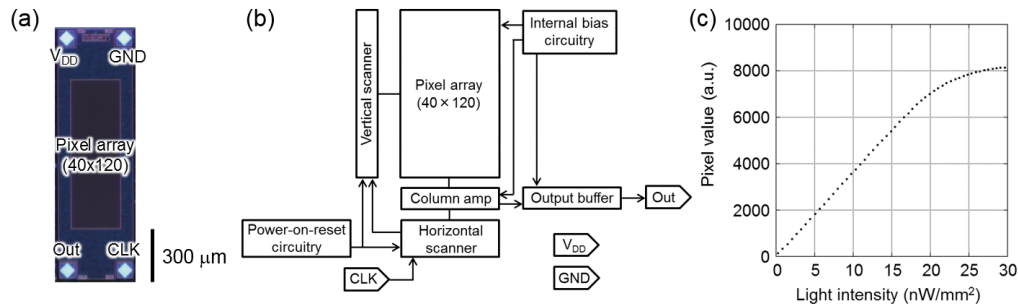 (a)
V_DD
GND
Pixel array
(40x120)
Out
CLK
300 μm
(b)
Vertical scanner
Pixel array
(40 × 120)
Internal bias
circuitry
Column amp
Output buffer
Out
Power-on-reset
circuitry
Horizontal
scanner
CLK
V_DD
GND
(c)
Pixel value (a.u.)
10000
8000
6000
4000
2000
0
0 5 10 15 20 25 30
Light intensity (nW/mm²)